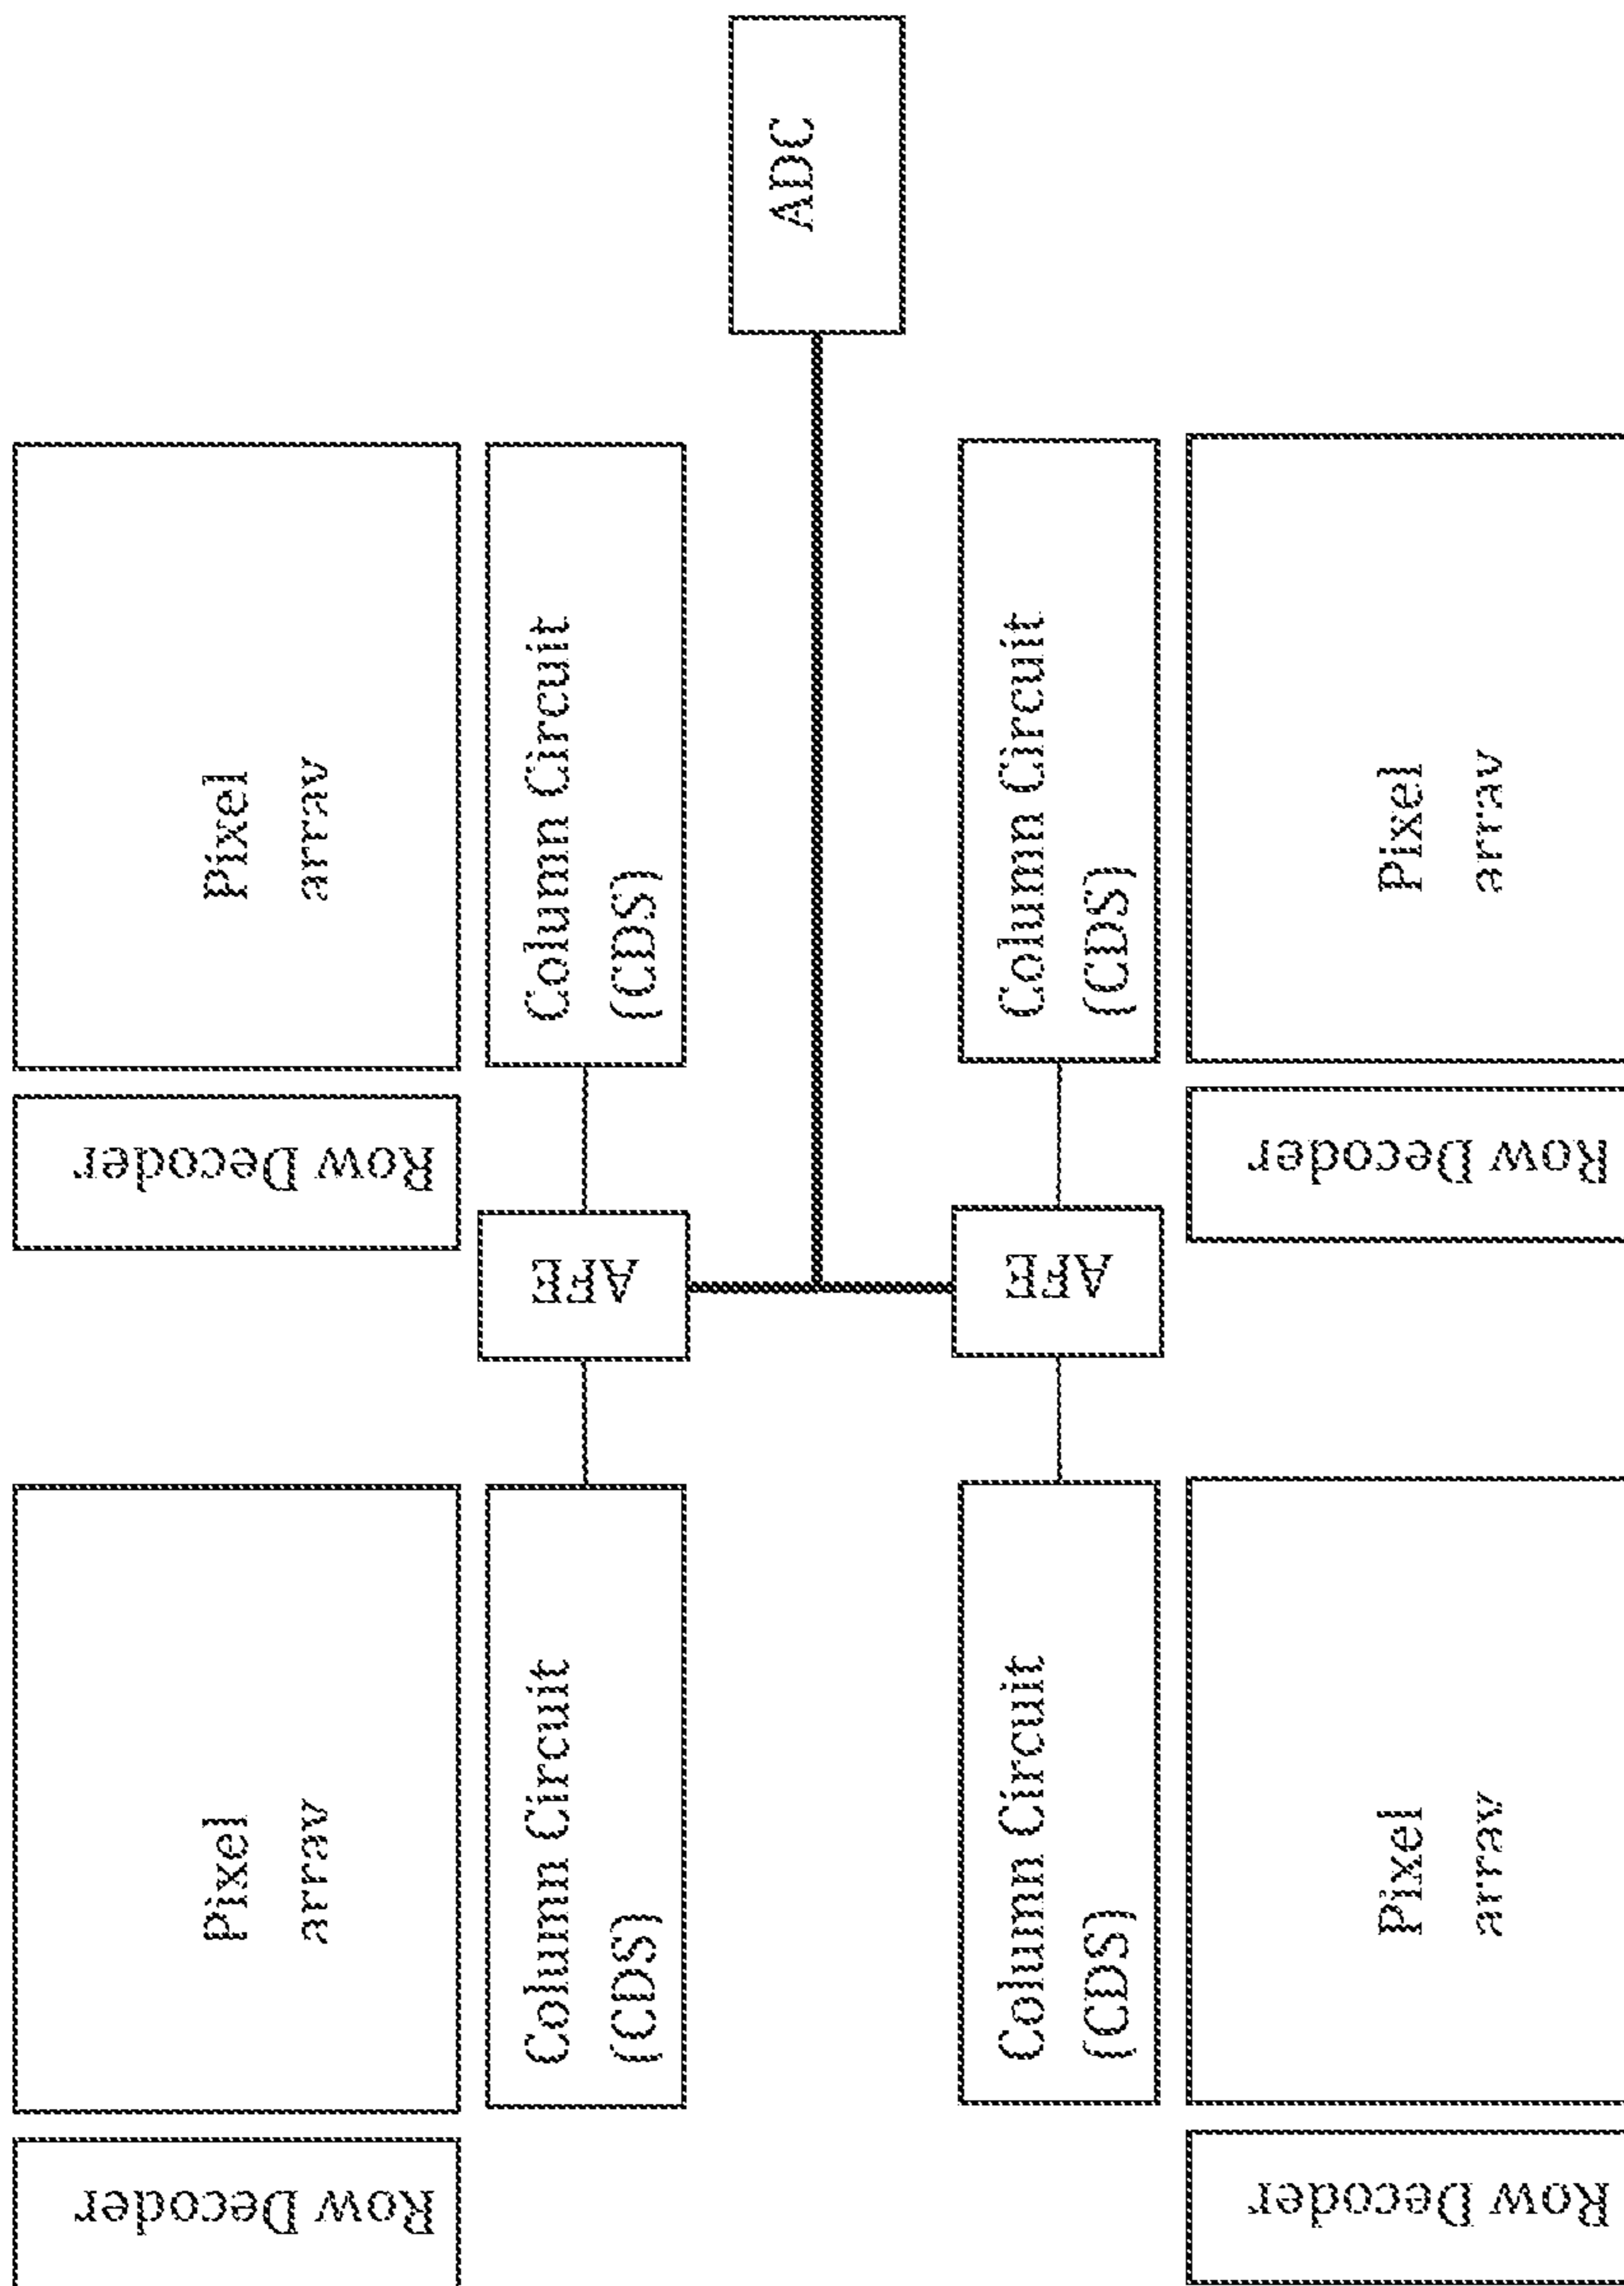 Row Decoder
Pixel
array
Row Decoder
Pixel
array
Column Circuit
(CDS)
AFE
Column Circuit
(CDS)
ADC
Column Circuit
(CDS)
AFE
Column Circuit
(CDS)
Row Decoder
Pixel
array
Row Decoder
Pixel
array